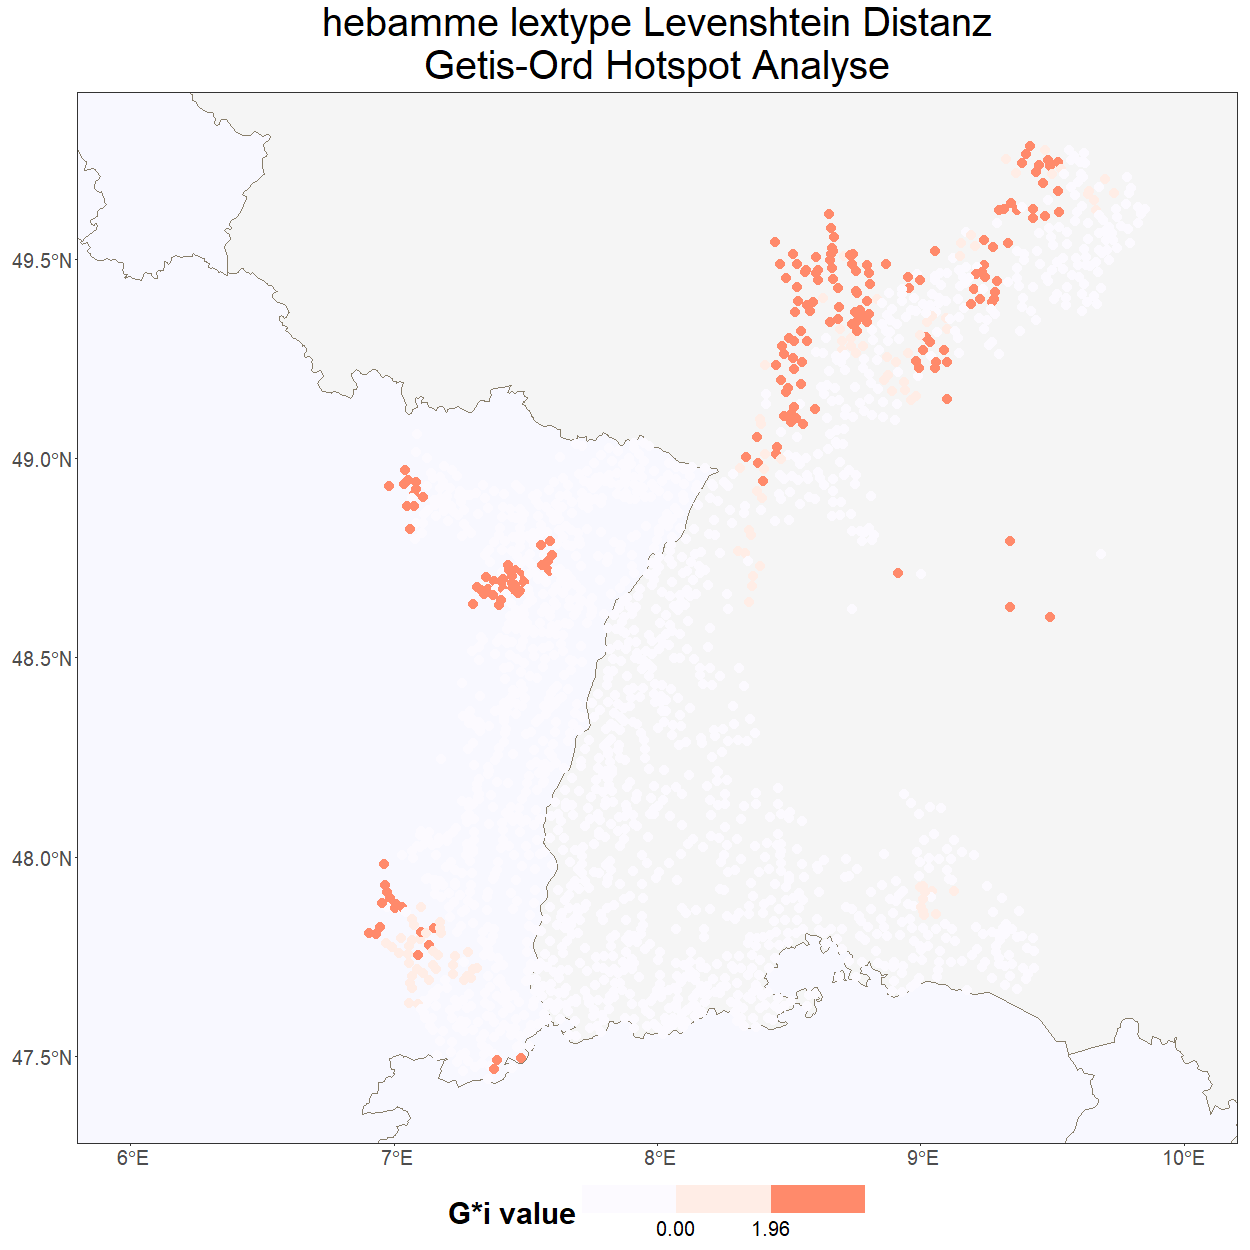 hebamme lextype Levenshtein Distanz
Getis-Ord Hotspot Analyse
49.5°N
49.0°N
48.5°N
48.0°N
47.5°N
6°E 7°E 8°E 9°E 10°E
G*i value
0.00 1.96